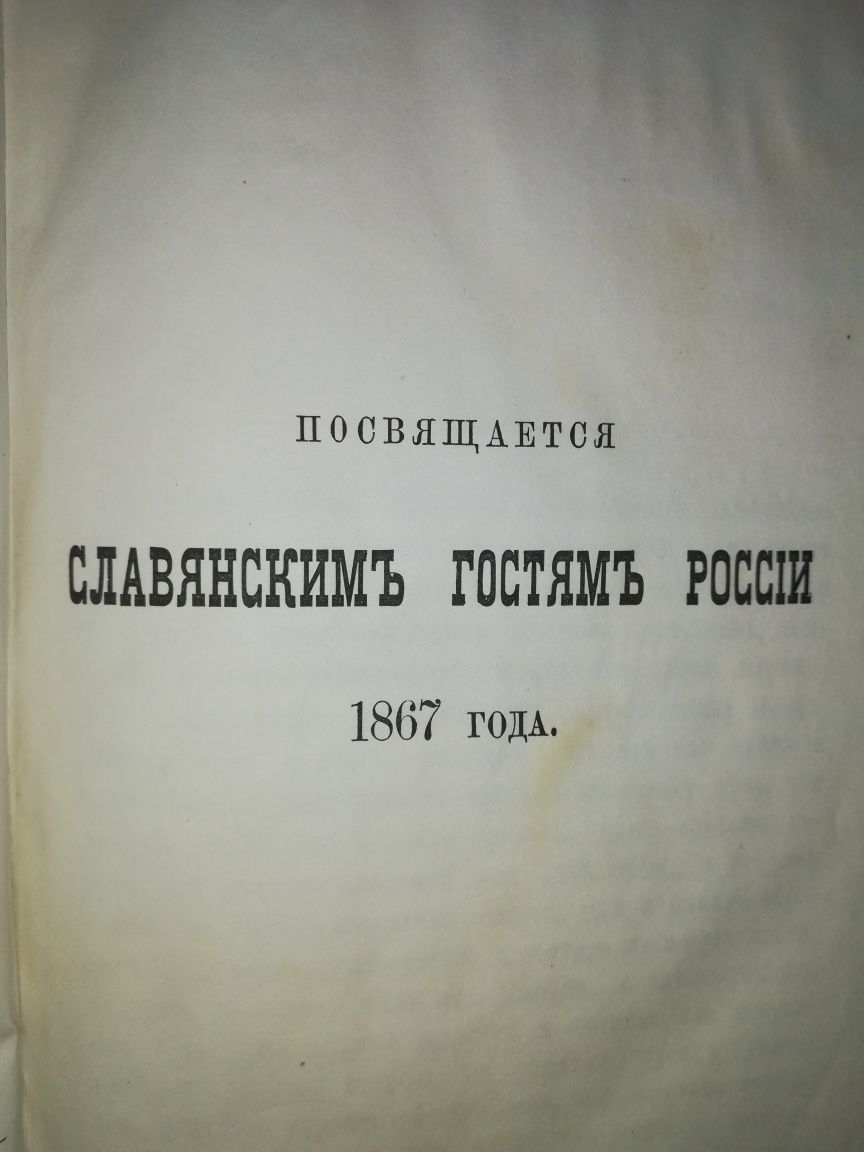 ПОСВЯЩАЕТСЯ
СЛАВЯНСКИМЪ ГОСТЯМЪ РОССІИ
1867 ГОДА.